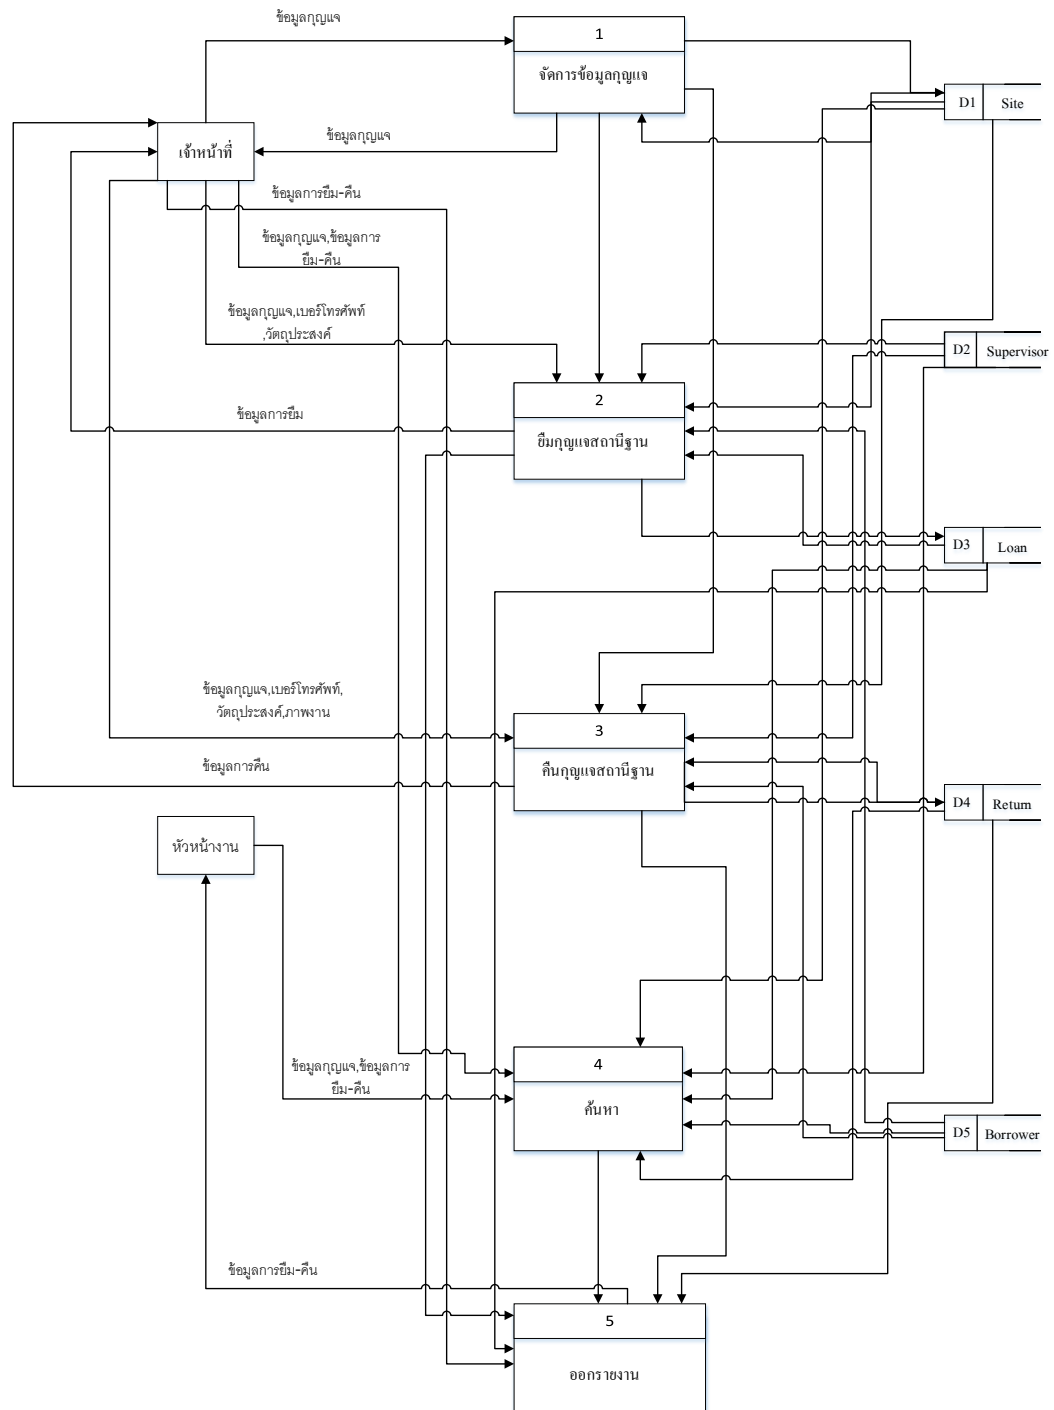 ข้อมูลกุญแจ
1
จัดการข้อมูลกุญแจ
D1 Site
ข้อมูลกุญแจ
เจ้าหน้าที่
ข้อมูลการยืม-คืน
ข้อมูลกุญแจ,ข้อมูลการ
ยืม-คืน
ข้อมูลกุญแจ,เบอร์โทรศัพท์
,วัตถุประสงค์
D2 Supervisor
2
ข้อมูลการยืม
ยืมกุญแจสถานีฐาน
D3 Loan
ข้อมูลกุญแจ,เบอร์โทรศัพท์,
วัตถุประสงค์,ภาพงาน
3
ข้อมูลการคืน
คืนกุญแจสถานีฐาน
D4 Return
หัวหน้างาน
4
ข้อมูลกุญแจ,ข้อมูลการ
ยืม-คืน
ค้นหา
D5 Borrower
ข้อมูลการยืม-คืน
5
ออกรายงาน